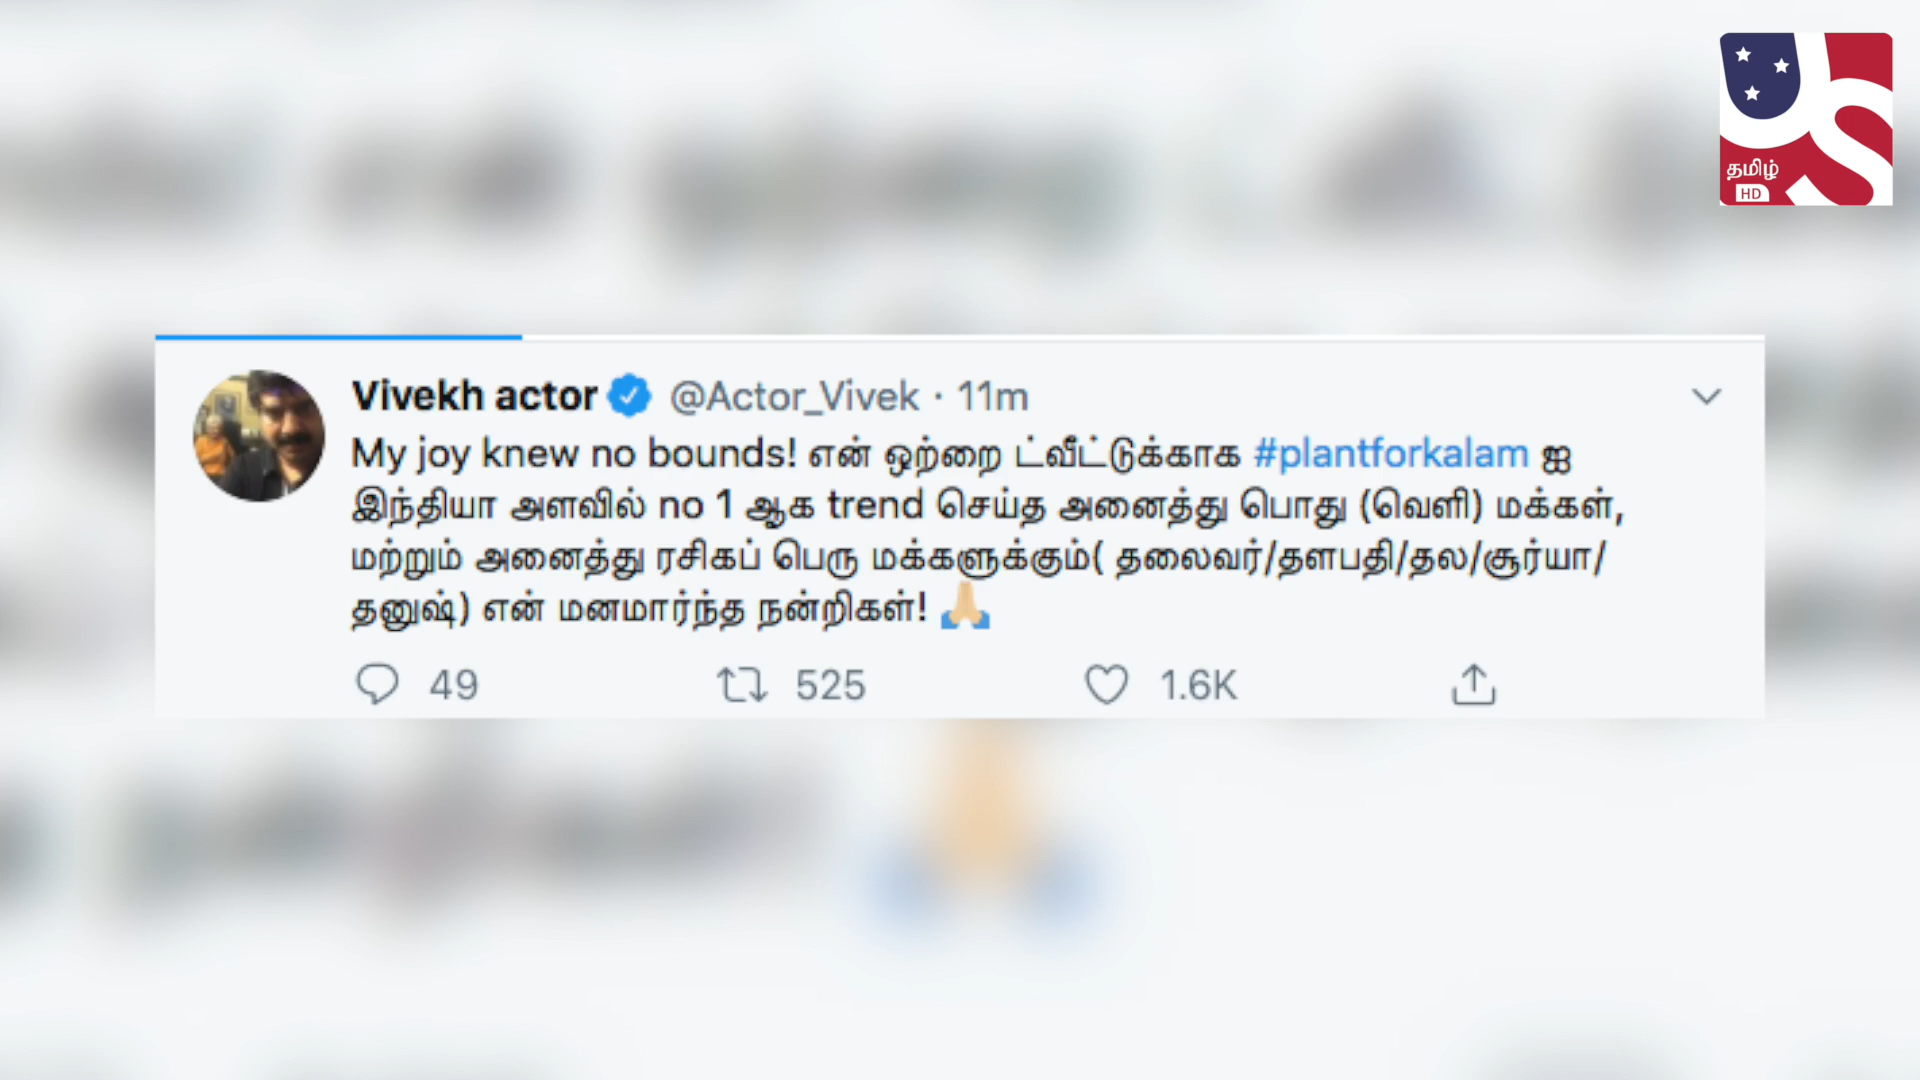 தமிழ்
HD
Vivekh actor @Actor_Vivek · 11m
My joy knew no bounds! என் ஒற்றை ட்வீட்டுக்காக #plantforkalam ஐ
இந்தியா அளவில் no 1 ஆக trend செய்த அனைத்து பொது (வெளி) மக்கள்,
மற்றும் அனைத்து ரசிகப் பெரு மக்களுக்கும்( தலைவர்/தளபதி/தல/சூர்யா/
தனுஷ்) என் மனமார்ந்த நன்றிகள்! 🙏🏼
49 525 1.6K